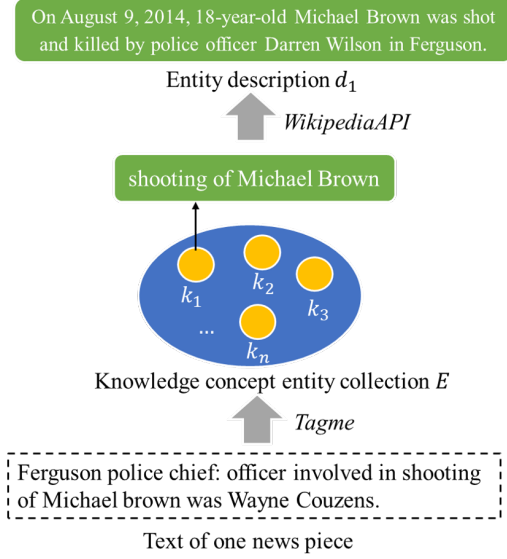 On August 9, 2014, 18-year-old Michael Brown was shot
and killed by police officer Darren Wilson in Ferguson.
Entity description d₁
WikipediaAPI
shooting of Michael Brown
k₁
k₂
k₃
...
kₙ
Knowledge concept entity collection E
Tagme
Ferguson police chief: officer involved in shooting
of Michael brown was Wayne Couzens.
Text of one news piece